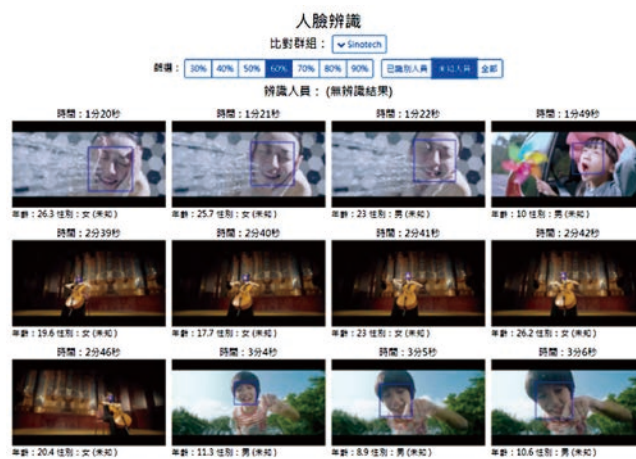 人臉辨識
比對群組： Sinotech
篩選： 30% 40% 50% 60% 70% 80% 90% 已識別人員 未知人員 全部
辨識人員： (無辨識結果)
時間：1分20秒 時間：1分21秒 時間：1分22秒 時間：1分49秒
年齡：26.3 性別：女 (未知) 年齡：25.7 性別：女 (未知) 年齡：23 性別：男 (未知) 年齡：10 性別：男 (未知)
時間：2分39秒 時間：2分40秒 時間：2分41秒 時間：2分42秒
年齡：19.6 性別：女 (未知) 年齡：17.7 性別：女 (未知) 年齡：23 性別：女 (未知) 年齡：26.2 性別：女 (未知)
時間：2分46秒 時間：3分4秒 時間：3分5秒 時間：3分6秒
年齡：20.4 性別：女 (未知) 年齡：11.3 性別：男 (未知) 年齡：8.9 性別：男 (未知) 年齡：10.6 性別：男 (未知)